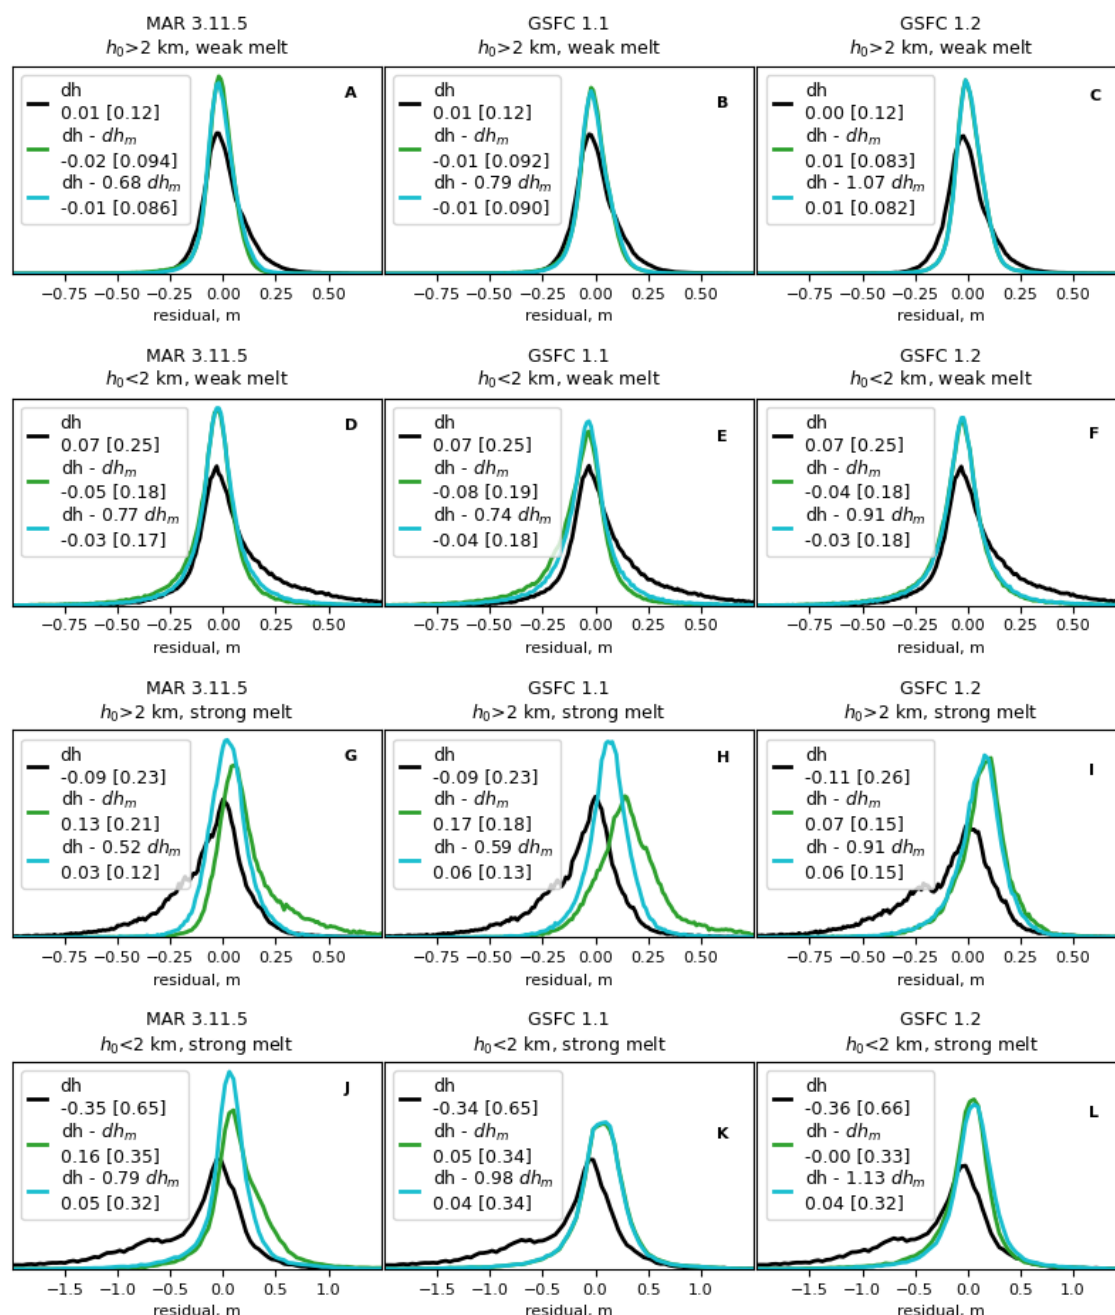 MAR 3.11.5
h₀>2 km, weak melt
GSFC 1.1
h₀>2 km, weak melt
GSFC 1.2
h₀>2 km, weak melt
dh
0.01 [0.12]
dh - dhₘ
-0.02 [0.094]
dh - 0.68 dhₘ
-0.01 [0.086]
A
dh
0.01 [0.12]
dh - dhₘ
-0.01 [0.092]
dh - 0.79 dhₘ
-0.01 [0.090]
B
dh
0.00 [0.12]
dh - dhₘ
0.01 [0.083]
dh - 1.07 dhₘ
0.01 [0.082]
C
−0.75 −0.50 −0.25 0.00 0.25 0.50
residual, m
−0.75 −0.50 −0.25 0.00 0.25 0.50
residual, m
−0.75 −0.50 −0.25 0.00 0.25 0.50
residual, m
MAR 3.11.5
h₀<2 km, weak melt
GSFC 1.1
h₀<2 km, weak melt
GSFC 1.2
h₀<2 km, weak melt
dh
0.07 [0.25]
dh - dhₘ
-0.05 [0.18]
dh - 0.77 dhₘ
-0.03 [0.17]
D
dh
0.07 [0.25]
dh - dhₘ
-0.08 [0.19]
dh - 0.74 dhₘ
-0.04 [0.18]
E
dh
0.07 [0.25]
dh - dhₘ
-0.04 [0.18]
dh - 0.91 dhₘ
-0.03 [0.18]
F
−0.75 −0.50 −0.25 0.00 0.25 0.50
residual, m
−0.75 −0.50 −0.25 0.00 0.25 0.50
residual, m
−0.75 −0.50 −0.25 0.00 0.25 0.50
residual, m
MAR 3.11.5
h₀>2 km, strong melt
GSFC 1.1
h₀>2 km, strong melt
GSFC 1.2
h₀>2 km, strong melt
dh
-0.09 [0.23]
dh - dhₘ
0.13 [0.21]
dh - 0.52 dhₘ
0.03 [0.12]
G
dh
-0.09 [0.23]
dh - dhₘ
0.17 [0.18]
dh - 0.59 dhₘ
0.06 [0.13]
H
dh
-0.11 [0.26]
dh - dhₘ
0.07 [0.15]
dh - 0.91 dhₘ
0.06 [0.15]
I
−0.75 −0.50 −0.25 0.00 0.25 0.50
residual, m
−0.75 −0.50 −0.25 0.00 0.25 0.50
residual, m
−0.75 −0.50 −0.25 0.00 0.25 0.50
residual, m
MAR 3.11.5
h₀<2 km, strong melt
GSFC 1.1
h₀<2 km, strong melt
GSFC 1.2
h₀<2 km, strong melt
dh
-0.35 [0.65]
dh - dhₘ
0.16 [0.35]
dh - 0.79 dhₘ
0.05 [0.32]
J
dh
-0.34 [0.65]
dh - dhₘ
0.05 [0.34]
dh - 0.98 dhₘ
0.04 [0.34]
K
dh
-0.36 [0.66]
dh - dhₘ
-0.00 [0.33]
dh - 1.13 dhₘ
0.04 [0.32]
L
−1.5 −1.0 −0.5 0.0 0.5 1.0
residual, m
−1.5 −1.0 −0.5 0.0 0.5 1.0
residual, m
−1.5 −1.0 −0.5 0.0 0.5 1.0
residual, m